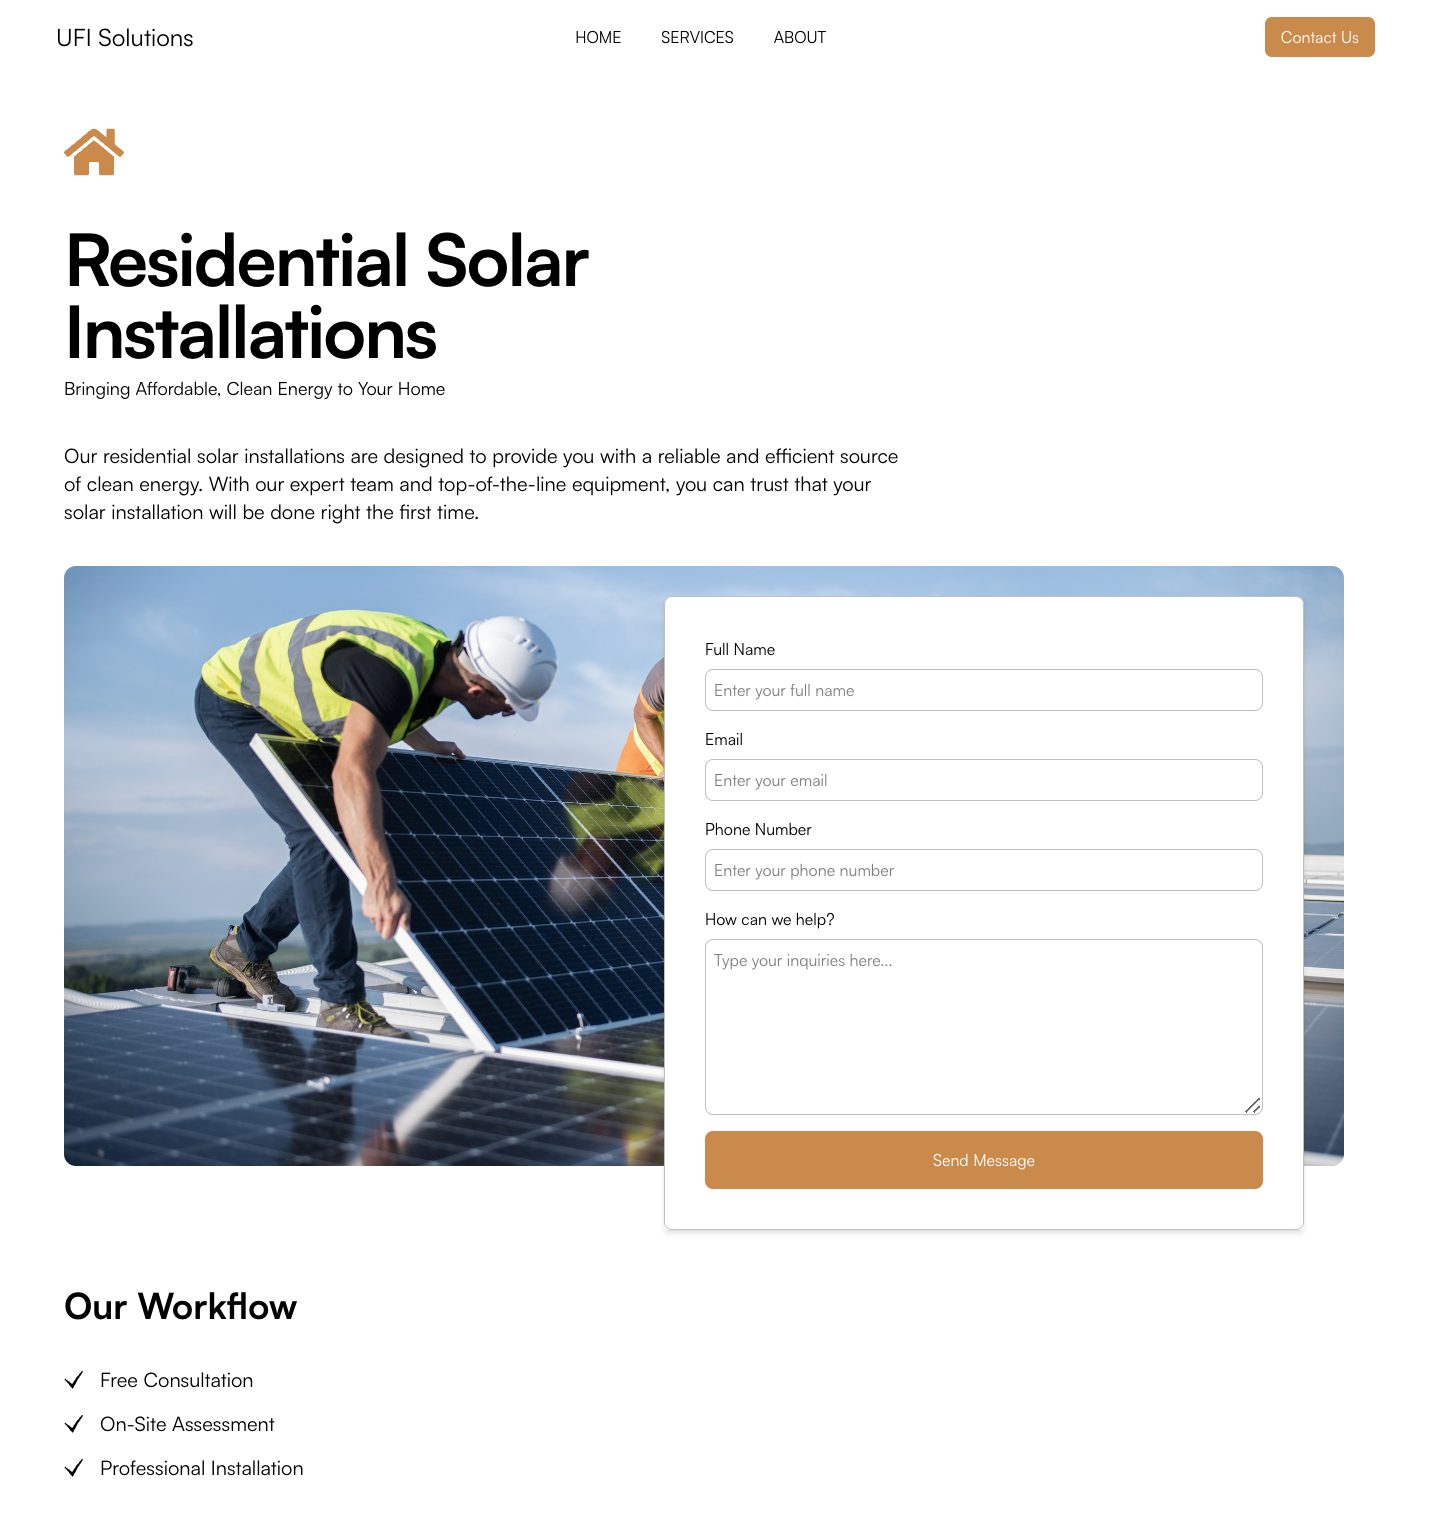 UFI Solutions
HOME
SERVICES
ABOUT
Contact Us
Residential Solar
Installations
Bringing Affordable, Clean Energy to Your Home
Our residential solar installations are designed to provide you with a reliable and efficient source
of clean energy. With our expert team and top-of-the-line equipment, you can trust that your
solar installation will be done right the first time.
Full Name
Enter your full name
Email
Enter your email
Phone Number
Enter your phone number
How can we help?
Type your inquiries here...
Send Message
Our Workflow
Free Consultation
On-Site Assessment
Professional Installation